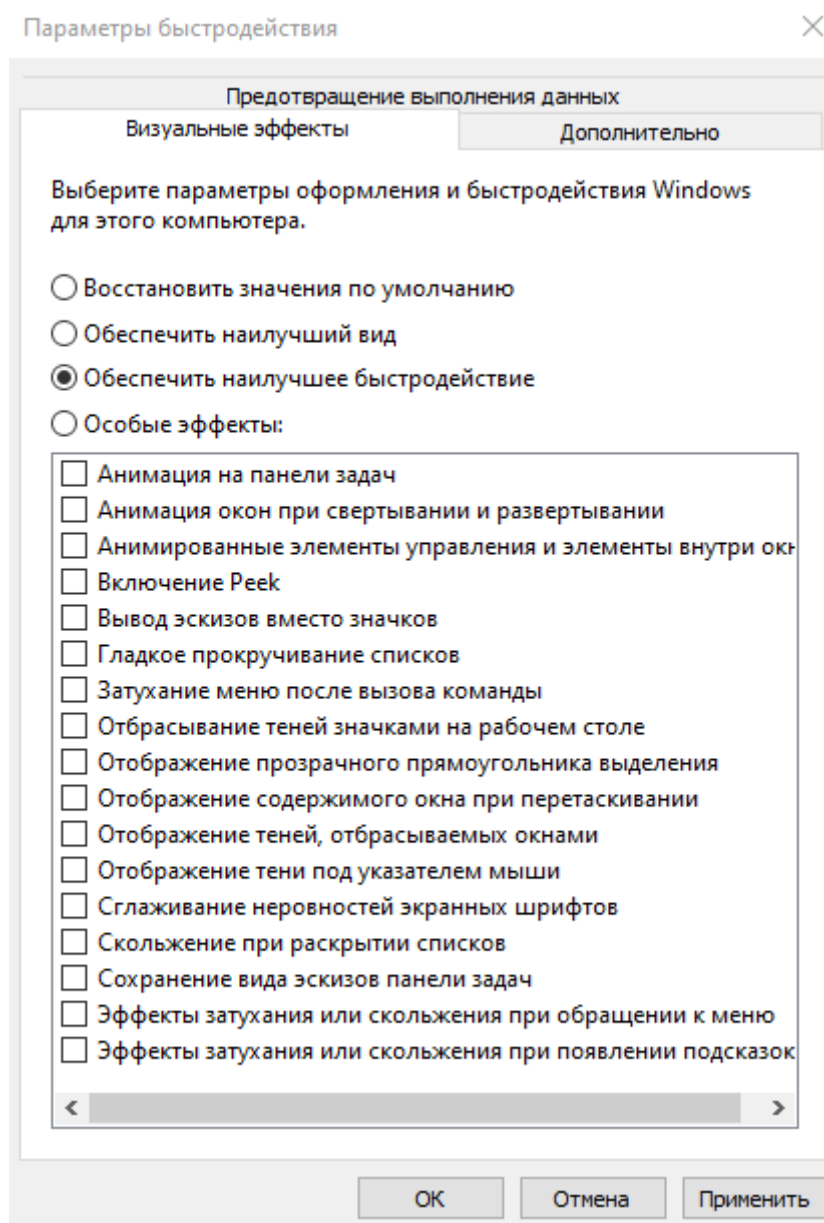 Параметры быстродействия
Предотвращение выполнения данных
Визуальные эффекты
Дополнительно
Выберите параметры оформления и быстродействия Windows
для этого компьютера.
Восстановить значения по умолчанию
Обеспечить наилучший вид
Обеспечить наилучшее быстродействие
Особые эффекты:
Анимация на панели задач
Анимация окон при свертывании и развертывании
Анимированные элементы управления и элементы внутри окн
Включение Peek
Вывод эскизов вместо значков
Гладкое прокручивание списков
Затухание меню после вызова команды
Отбрасывание теней значками на рабочем столе
Отображение прозрачного прямоугольника выделения
Отображение содержимого окна при перетаскивании
Отображение теней, отбрасываемых окнами
Отображение тени под указателем мыши
Сглаживание неровностей экранных шрифтов
Скольжение при раскрытии списков
Сохранение вида эскизов панели задач
Эффекты затухания или скольжения при обращении к меню
Эффекты затухания или скольжения при появлении подсказок
ОК
Отмена
Применить